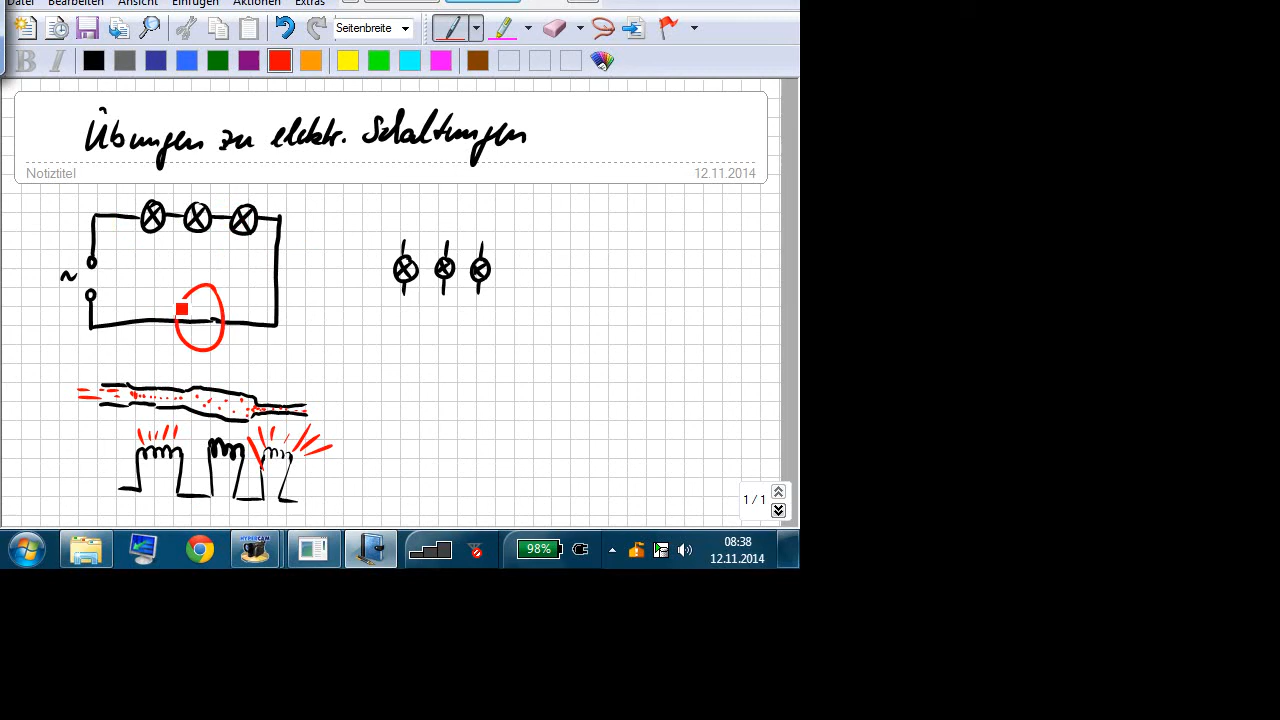 Datei Bearbeiten Ansicht Einfügen Aktionen Extras
Seitenbreite
B I
Übungen zu elektr. Schaltungen
Notiztitel 12.11.2014
~
1 / 1
HYPERCAM
98%
08:38
12.11.2014